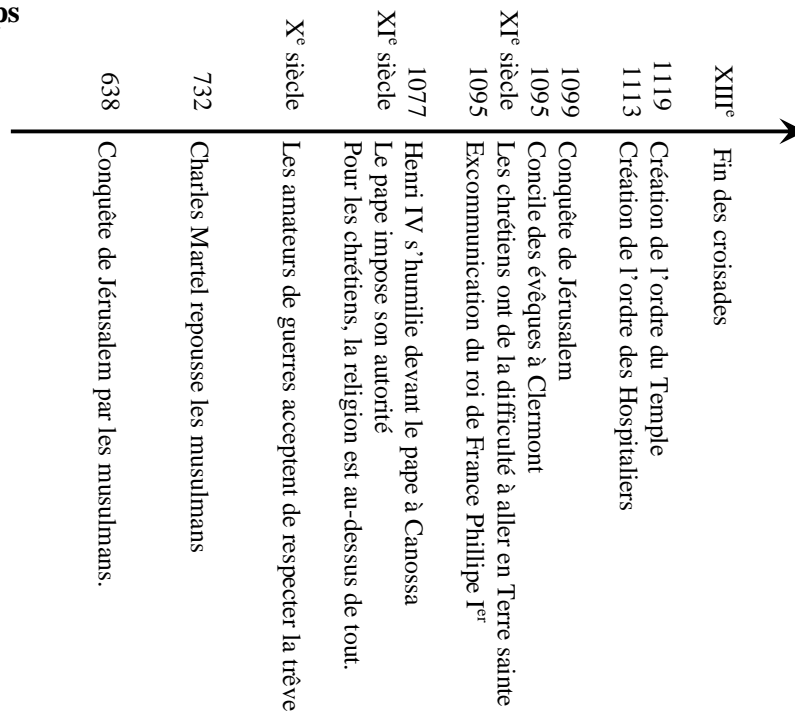 ps
XIIIᵉ Fin des croisades
1119 Création de l'ordre du Temple
1113 Création de l'ordre des Hospitaliers
1099 Conquête de Jérusalem
1095 Concile des évêques à Clermont
XIᵉ siècle Les chrétiens ont de la difficulté à aller en Terre sainte
1095 Excommunication du roi de France Phillipe Iᵉʳ
1077 Henri IV s'humilie devant le pape à Canossa
XIᵉ siècle Le pape impose son autorité
Pour les chrétiens, la religion est au-dessus de tout.
Xᵉ siècle Les amateurs de guerres acceptent de respecter la trêve
732 Charles Martel repousse les musulmans
638 Conquête de Jérusalem par les musulmans.